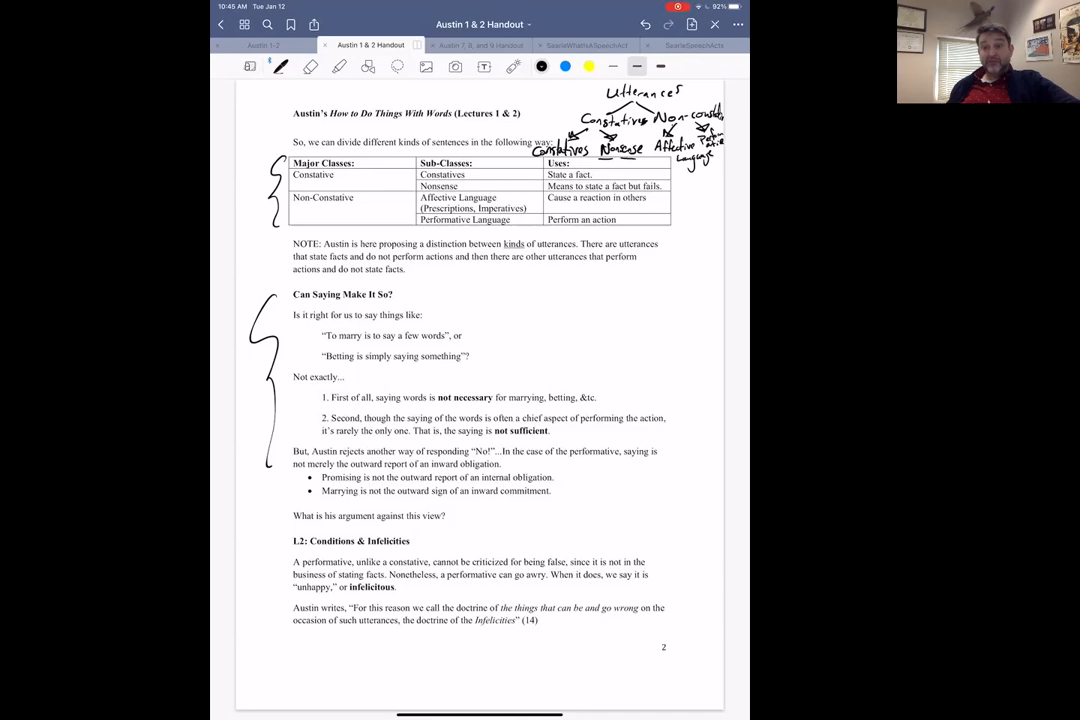 10:45 AM Tue Jan 12
92%
Austin 1 & 2 Handout
Austin 1-2
Austin 1 & 2 Handout
Austin 7, 8, and 9 Handout
SearleWhatIsASpeechAct
SearleSpeechActs
Utterances
Constatives Non-
Constatives Nonsense Affective Language
Austin's How to Do Things With Words (Lectures 1 & 2)
So, we can divide different kinds of sentences in the following way:
Major Classes: Sub-Classes: Uses:
Constative Constatives State a fact.
Nonsense Means to state a fact but fails.
Non-Constative Affective Language Cause a reaction in others
(Prescriptions, Imperatives)
Performative Language Perform an action
NOTE: Austin is here proposing a distinction between kinds of utterances. There are utterances
that state facts and do not perform actions and then there are other utterances that perform
actions and do not state facts.
Can Saying Make It So?
Is it right for us to say things like:
"To marry is to say a few words", or
"Betting is simply saying something"?
Not exactly...
1. First of all, saying words is not necessary for marrying, betting, &tc.
2. Second, though the saying of the words is often a chief aspect of performing the action,
it's rarely the only one. That is, the saying is not sufficient.
But, Austin rejects another way of responding "No!"...In the case of the performative, saying is
not merely the outward report of an inward obligation.
• Promising is not the outward report of an internal obligation.
• Marrying is not the outward sign of an inward commitment.
What is his argument against this view?
L2: Conditions & Infelicities
A performative, unlike a constative, cannot be criticized for being false, since it is not in the
business of stating facts. Nonetheless, a performative can go awry. When it does, we say it is
"unhappy," or infelicitous.
Austin writes, "For this reason we call the doctrine of the things that can be and go wrong on the
occasion of such utterances, the doctrine of the Infelicities" (14)
2